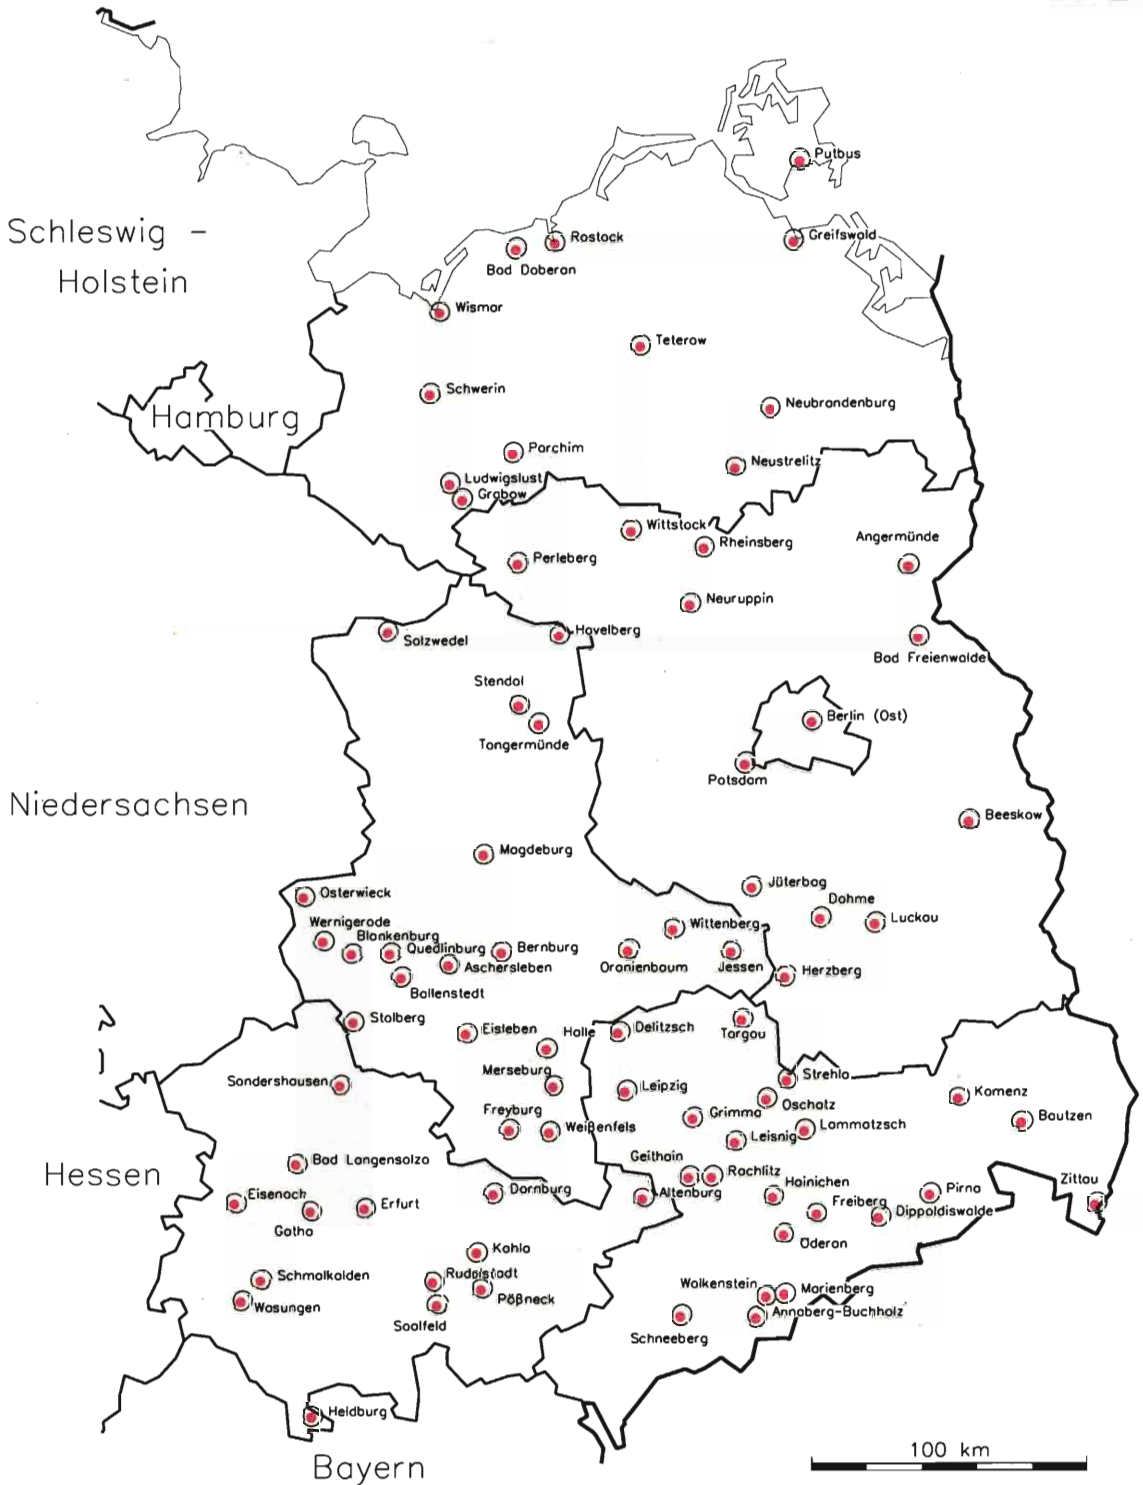 Putbus
Schleswig -
Holstein
Rostock
Greifswald
Bad Doberan
Wismar
Teterow
Schwerin
Neubrandenburg
Hamburg
Parchim
Neustrelitz
Ludwigslust
Grabow
Wittstock
Rheinsberg
Angermünde
Perleberg
Neuruppin
Salzwedel
Havelberg
Bad Freienwalde
Stendal
Tangermünde
Berlin (Ost)
Potsdam
Niedersachsen
Beeskow
Magdeburg
Osterwieck
Jüterbog
Dahme
Luckau
Wernigerode
Blankenburg
Quedlinburg
Bernburg
Wittenberg
Aschersleben
Oranienbaum
Jessen
Herzberg
Ballenstedt
Stolberg
Eisleben
Halle
Delitzsch
Torgau
Merseburg
Strehla
Sondershausen
Leipzig
Kamenz
Oschatz
Freyburg
Weißenfels
Grimma
Lommatzsch
Bautzen
Leisnig
Hessen
Bad Langensalza
Geithain
Rochlitz
Zittau
Eisenach
Gotha
Erfurt
Dornburg
Altenburg
Hainichen
Pirna
Freiberg
Dippoldiswalde
Öderan
Kahla
Schmalkalden
Rudolstadt
Wolkenstein
Marienberg
Wasungen
Pößneck
Saalfeld
Annaberg-Buchholz
Schneeberg
Heldburg
100 km
Bayern